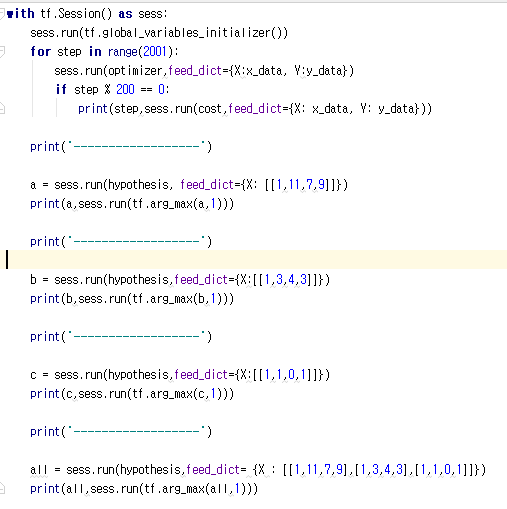 with tf.Session() as sess:
sess.run(tf.global_variables_initializer())
for step in range(2001):
sess.run(optimizer,feed_dict={X:x_data, Y:y_data})
if step % 200 == 0:
print(step,sess.run(cost,feed_dict={X: x_data, Y: y_data}))
print('------------------')
a = sess.run(hypothesis, feed_dict={X: [[1,11,7,9]]})
print(a,sess.run(tf.arg_max(a,1)))
print('------------------')
b = sess.run(hypothesis,feed_dict={X:[[1,3,4,3]]})
print(b,sess.run(tf.arg_max(b,1)))
print('------------------')
c = sess.run(hypothesis,feed_dict={X:[[1,1,0,1]]})
print(c,sess.run(tf.arg_max(c,1)))
print('------------------')
all = sess.run(hypothesis,feed_dict= {X : [[1,11,7,9],[1,3,4,3],[1,1,0,1]]})
print(all,sess.run(tf.arg_max(all,1)))